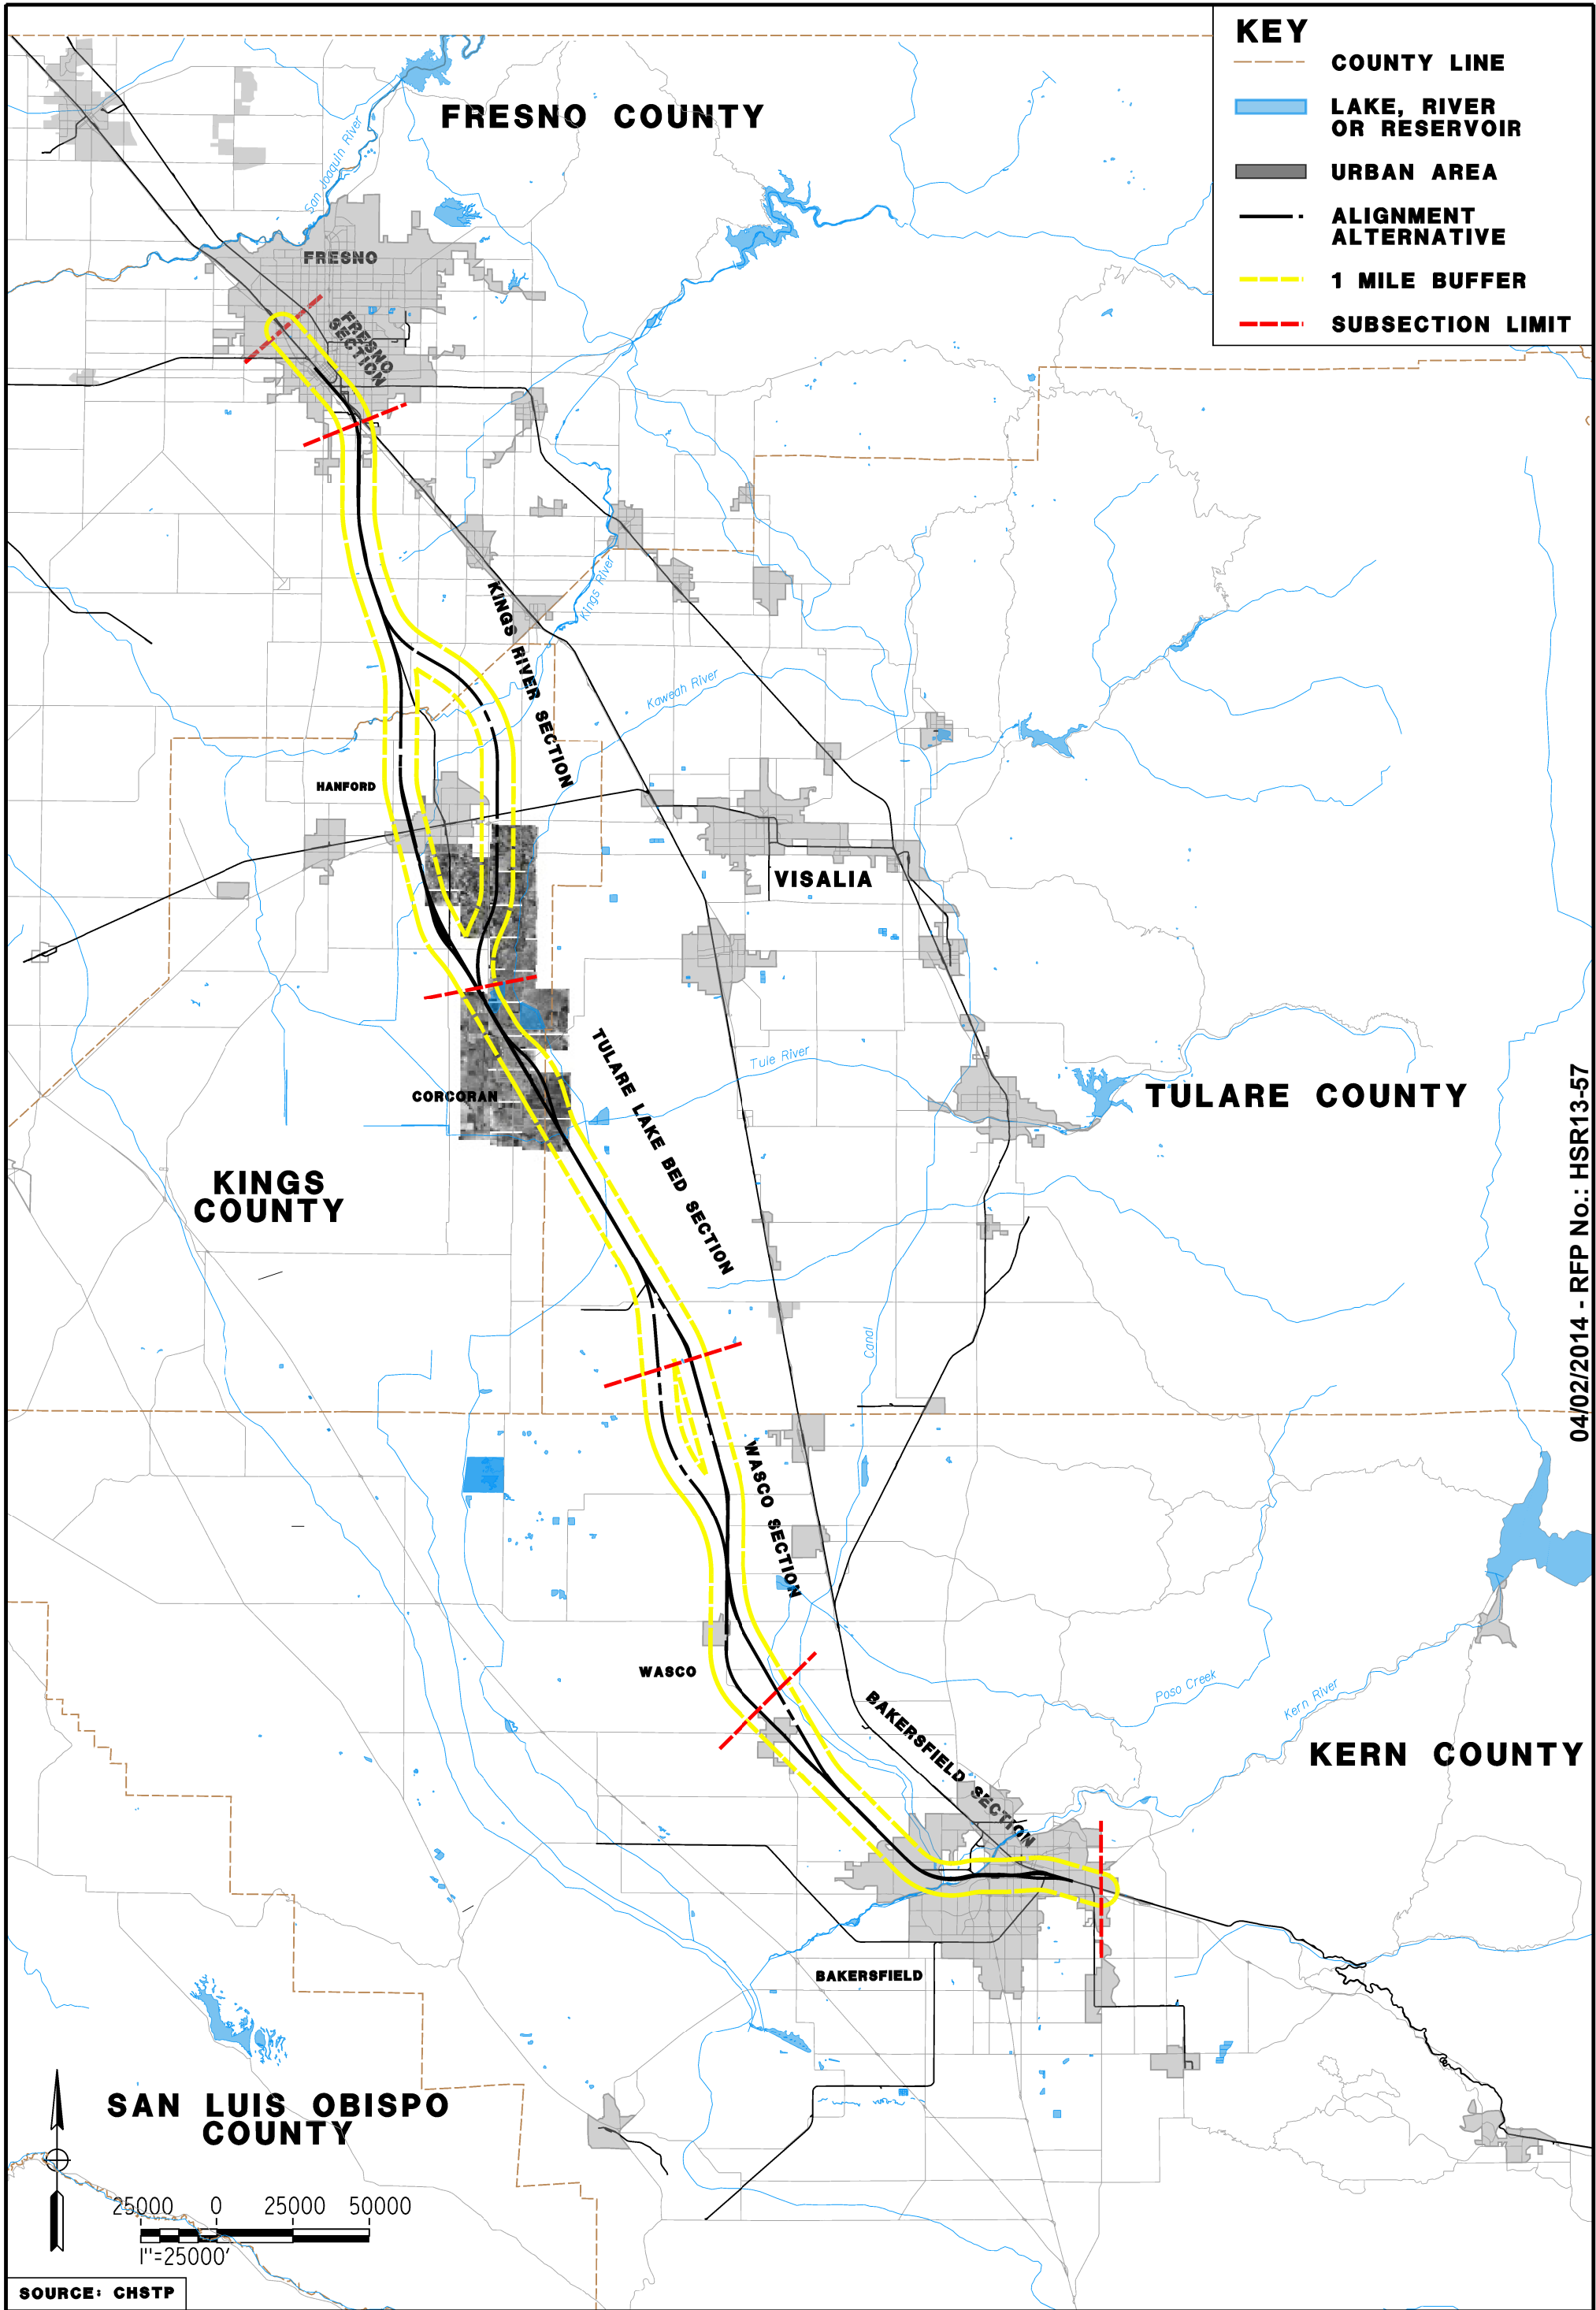 KEY
COUNTY LINE
LAKE, RIVER
OR RESERVOIR
URBAN AREA
ALIGNMENT
ALTERNATIVE
1 MILE BUFFER
SUBSECTION LIMIT
FRESNO COUNTY
San Joaquin River
FRESNO
FRESNO
SECTION
KINGS RIVER SECTION
Kings River
Kaweah River
HANFORD
VISALIA
TULARE LAKE BED SECTION
Tule River
CORCORAN
TULARE COUNTY
KINGS
COUNTY
04/02/2014 - RFP No.: HSR13-57
Canal
WASCO SECTION
WASCO
Poso Creek
Kern River
BAKERSFIELD SECTION
KERN COUNTY
BAKERSFIELD
SAN LUIS OBISPO
COUNTY
25000 0 25000 50000
1"=25000'
SOURCE: CHSTP